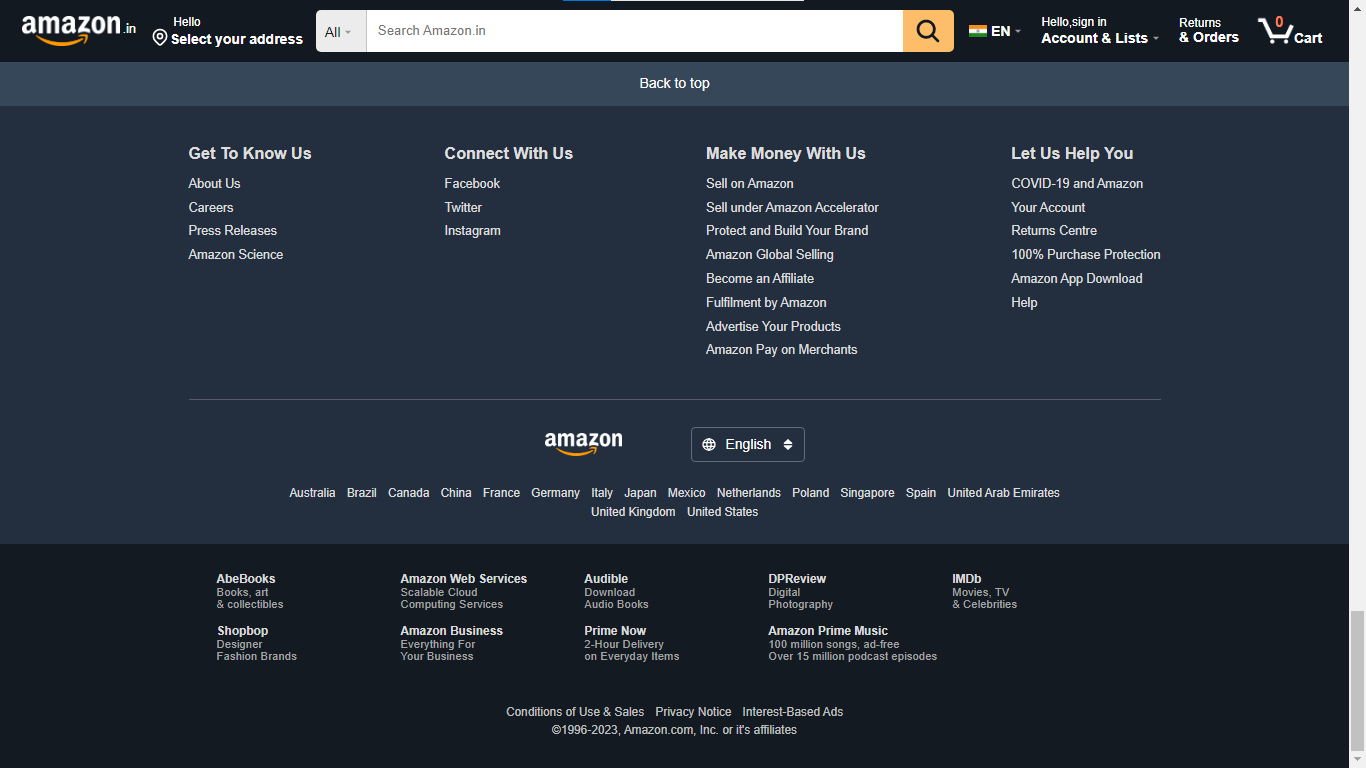 amazon.in
Hello
Select your address
All
Search Amazon.in
EN
Hello,sign in
Account & Lists
Returns
& Orders
0
Cart
Back to top
Get To Know Us
About Us
Careers
Press Releases
Amazon Science
Connect With Us
Facebook
Twitter
Instagram
Make Money With Us
Sell on Amazon
Sell under Amazon Accelerator
Protect and Build Your Brand
Amazon Global Selling
Become an Affiliate
Fulfilment by Amazon
Advertise Your Products
Amazon Pay on Merchants
Let Us Help You
COVID-19 and Amazon
Your Account
Returns Centre
100% Purchase Protection
Amazon App Download
Help
amazon
English
Australia Brazil Canada China France Germany Italy Japan Mexico Netherlands Poland Singapore Spain United Arab Emirates
United Kingdom United States
AbeBooks
Books, art
& collectibles
Amazon Web Services
Scalable Cloud
Computing Services
Audible
Download
Audio Books
DPReview
Digital
Photography
IMDb
Movies, TV
& Celebrities
Shopbop
Designer
Fashion Brands
Amazon Business
Everything For
Your Business
Prime Now
2-Hour Delivery
on Everyday Items
Amazon Prime Music
100 million songs, ad-free
Over 15 million podcast episodes
Conditions of Use & Sales Privacy Notice Interest-Based Ads
©1996-2023, Amazon.com, Inc. or it's affiliates